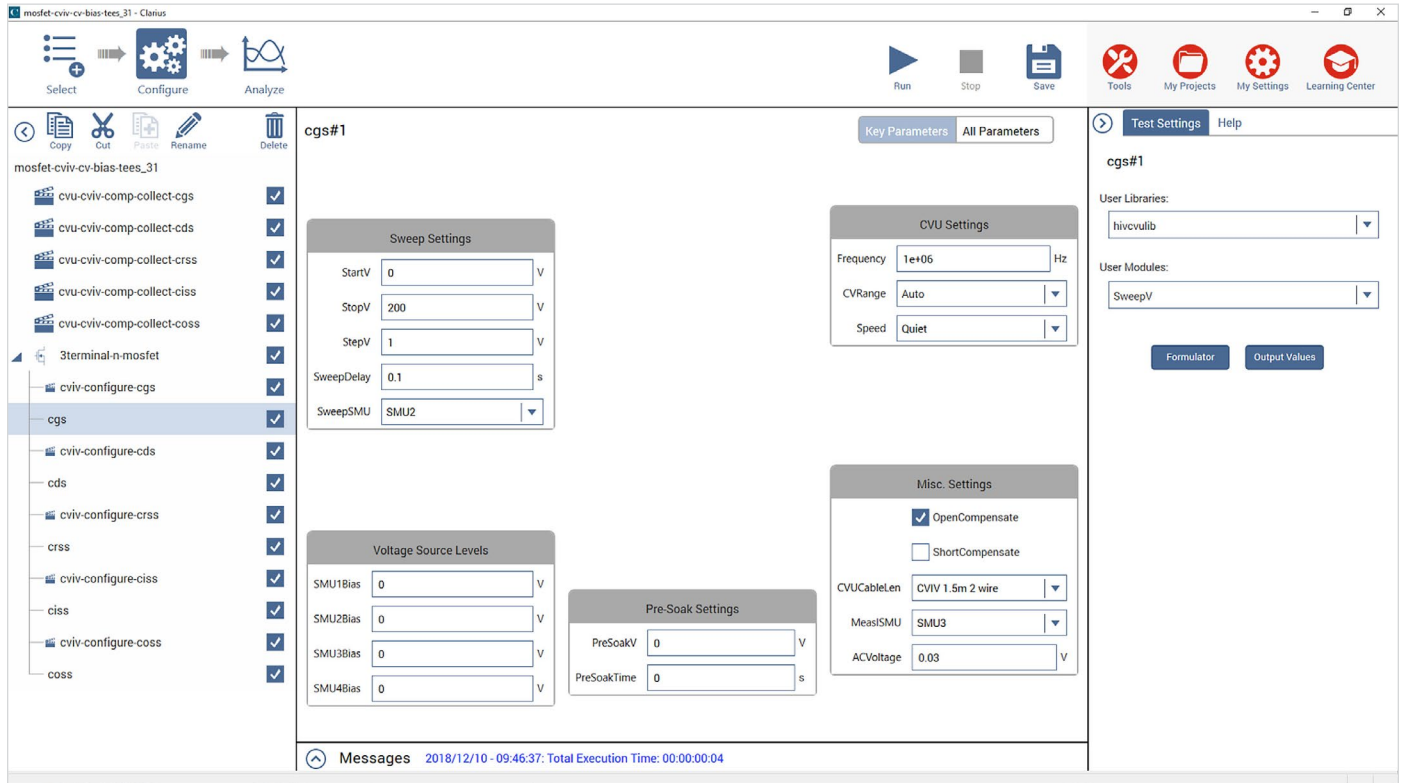 mosfet-cviv-cv-bias-tees_31 - Clarius
Select
Configure
Analyze
Run
Stop
Save
Tools
My Projects
My Settings
Learning Center
Copy
Cut
Paste
Rename
Delete
mosfet-cviv-cv-bias-tees_31
cvu-cviv-comp-collect-cgs
cvu-cviv-comp-collect-cds
cvu-cviv-comp-collect-crss
cvu-cviv-comp-collect-ciss
cvu-cviv-comp-collect-coss
3terminal-n-mosfet
cviv-configure-cgs
cgs
cviv-configure-cds
cds
cviv-configure-crss
crss
cviv-configure-ciss
ciss
cviv-configure-coss
coss
cgs#1
Key Parameters
All Parameters
Sweep Settings
StartV 0 V
StopV 200 V
StepV 1 V
SweepDelay 0.1 s
SweepSMU SMU2
Voltage Source Levels
SMU1Bias 0 V
SMU2Bias 0 V
SMU3Bias 0 V
SMU4Bias 0 V
Pre-Soak Settings
PreSoakV 0 V
PreSoakTime 0 s
CVU Settings
Frequency 1e+06 Hz
CVRange Auto
Speed Quiet
Misc. Settings
OpenCompensate
ShortCompensate
CVUCableLen CVIV 1.5m 2 wire
MeasISMU SMU3
ACVoltage 0.03 V
Messages 2018/12/10 - 09:46:37: Total Execution Time: 00:00:00:04
Test Settings
Help
cgs#1
User Libraries:
hivcvulib
User Modules:
SweepV
Formulator
Output Values